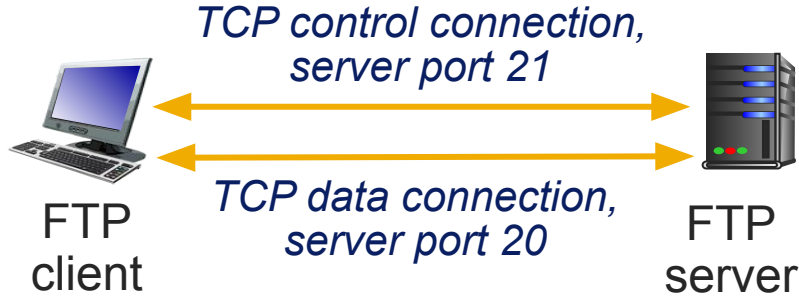 TCP control connection,
server port 21
TCP data connection,
server port 20
FTP
client
FTP
server